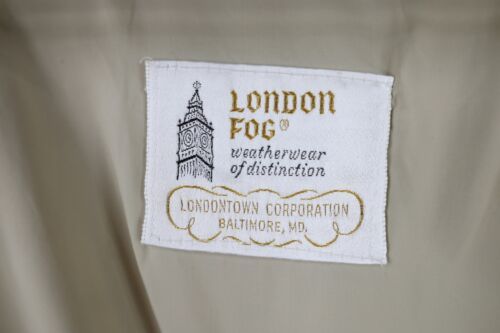 LONDON
FOG®
weatherwear
of distinction
LONDONTOWN CORPORATION
BALTIMORE, MD.